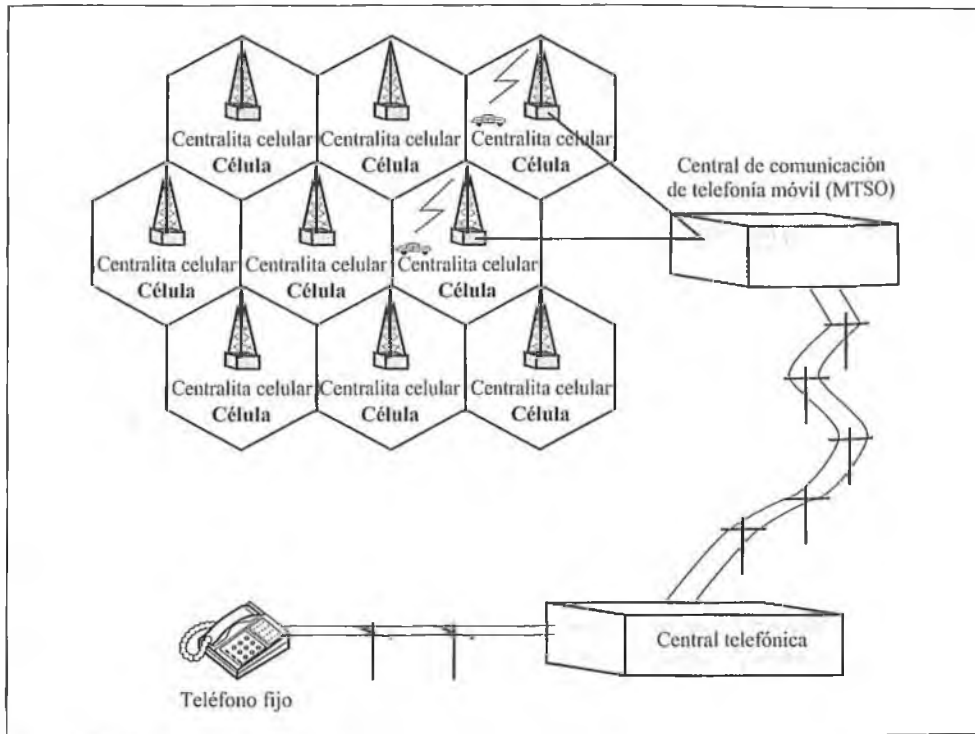 Centralita celular Centralita celular Centralita celular
Célula Célula Célula
Central de comunicación
de telefonía móvil (MTSO)
Centralita celular Centralita celular Centralita celular
Célula Célula Célula
Centralita celular Centralita celular Centralita celular
Célula Célula Célula
Central telefónica
Teléfono fijo